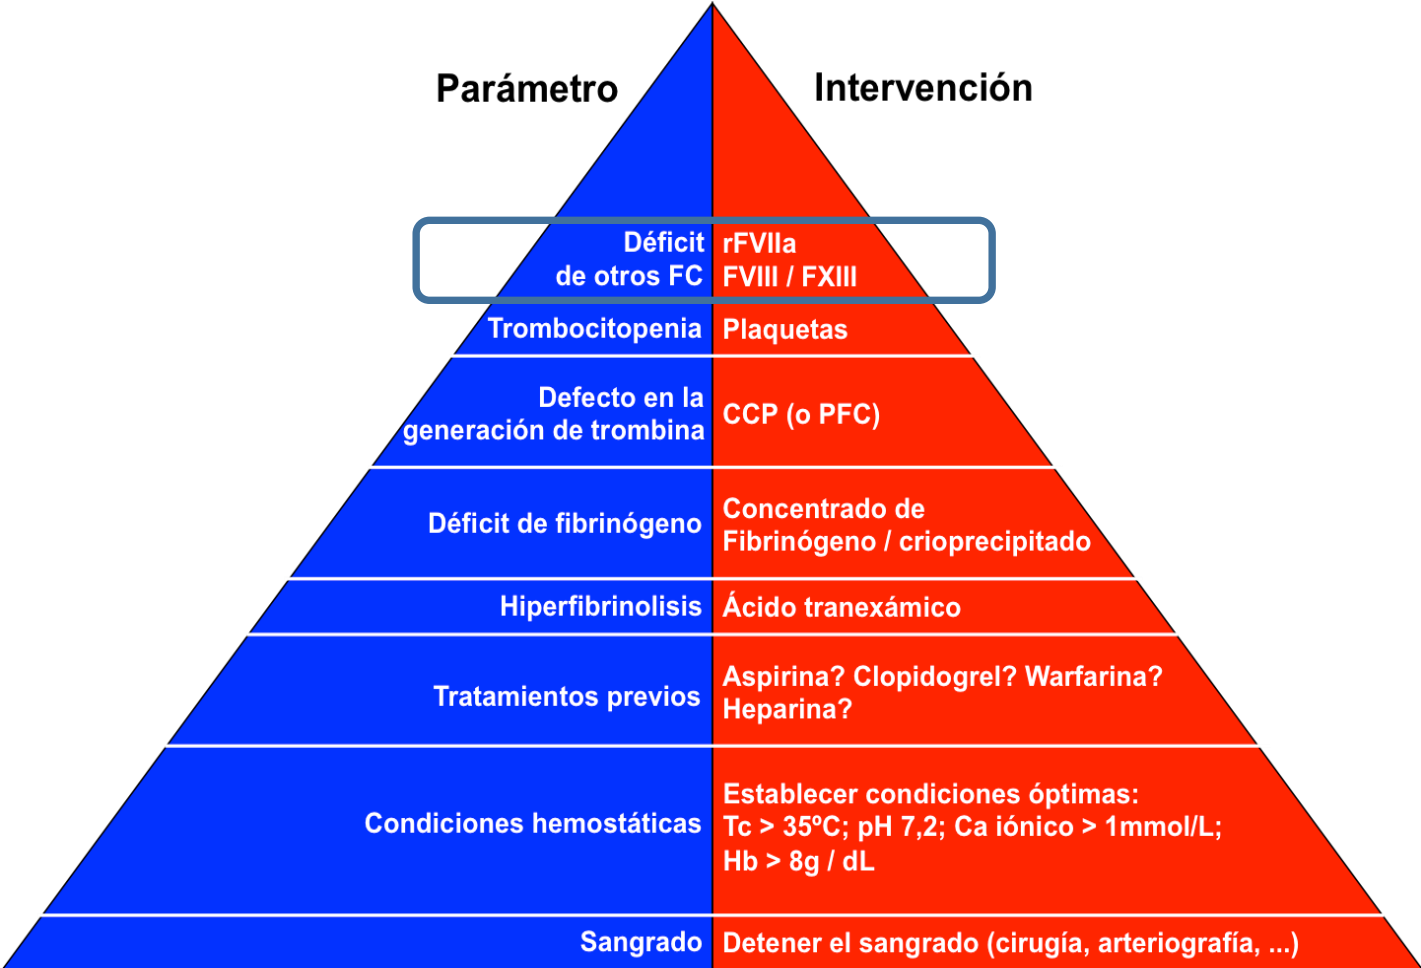 Parámetro
Intervención
Déficit
de otros FC
rFVIIa
FVIII / FXIII
Trombocitopenia
Plaquetas
Defecto en la
generación de trombina
CCP (o PFC)
Déficit de fibrinógeno
Concentrado de
Fibrinógeno / crioprecipitado
Hiperfibrinolisis
Ácido tranexámico
Tratamientos previos
Aspirina? Clopidogrel? Warfarina?
Heparina?
Condiciones hemostáticas
Establecer condiciones óptimas:
Tc > 35ºC; pH 7,2; Ca iónico > 1mmol/L;
Hb > 8g / dL
Sangrado
Detener el sangrado (cirugía, arteriografía, ...)